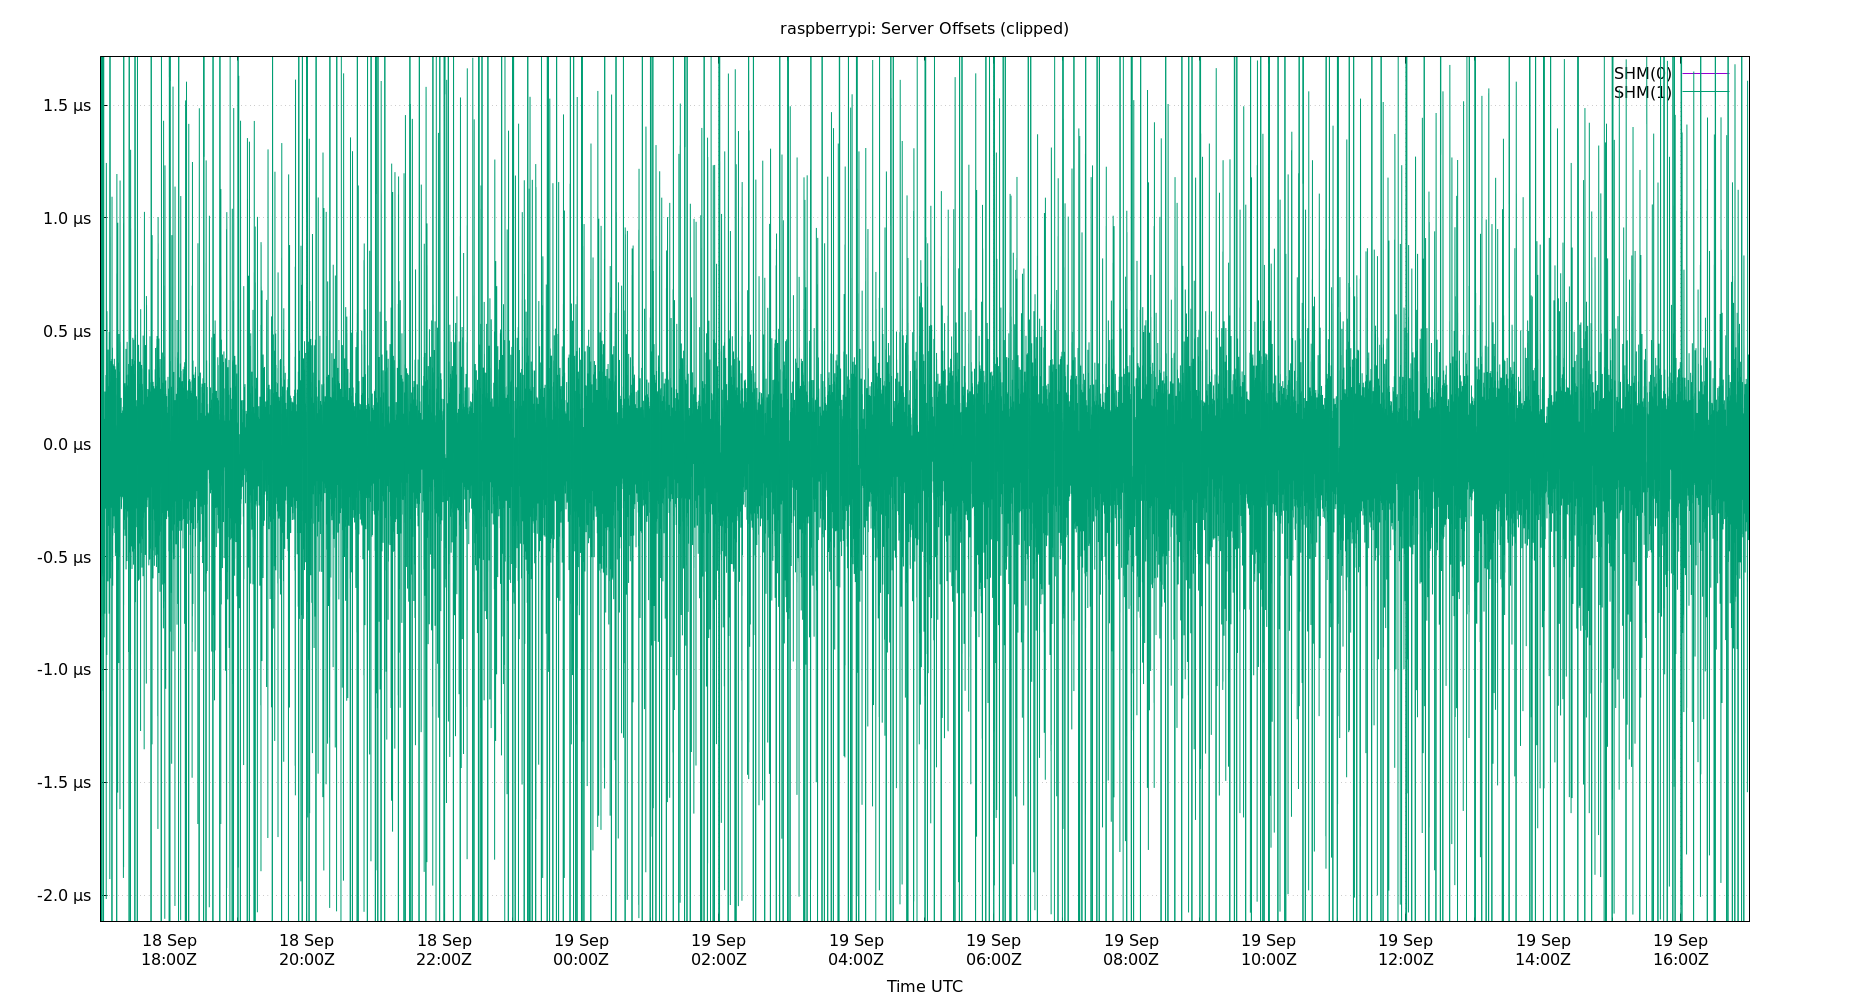 raspberrypi: Server Offsets (clipped)
SHM(0)
SHM(1)
1.5 µs
1.0 µs
0.5 µs
0.0 µs
-0.5 µs
-1.0 µs
-1.5 µs
-2.0 µs
18 Sep 18 Sep 18 Sep 19 Sep 19 Sep 19 Sep 19 Sep 19 Sep 19 Sep 19 Sep 19 Sep 19 Sep
18:00Z 20:00Z 22:00Z 00:00Z 02:00Z 04:00Z 06:00Z 08:00Z 10:00Z 12:00Z 14:00Z 16:00Z
Time UTC